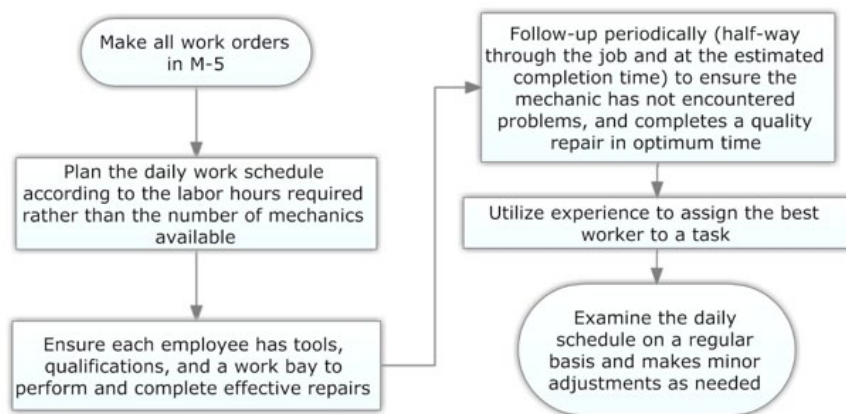 Make all work orders
in M-5
Plan the daily work schedule
according to the labor hours required
rather than the number of mechanics
available
Ensure each employee has tools,
qualifications, and a work bay to
perform and complete effective repairs
Follow-up periodically (half-way
through the job and at the estimated
completion time) to ensure the
mechanic has not encountered
problems, and completes a quality
repair in optimum time
Utilize experience to assign the best
worker to a task
Examine the daily
schedule on a regular
basis and makes minor
adjustments as needed